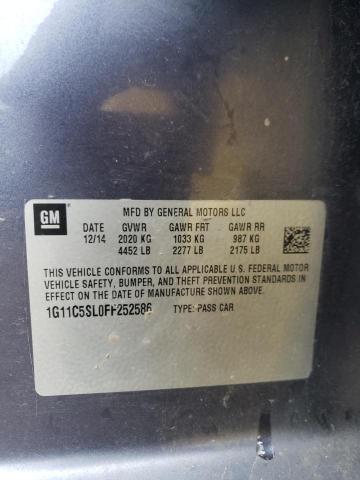 GM
MFD BY GENERAL MOTORS LLC
DATE GVWR GAWR FRT GAWR RR
12/14 2020 KG 1033 KG 987 KG
4452 LB 2277 LB 2175 LB
THIS VEHICLE CONFORMS TO ALL APPLICABLE U.S. FEDERAL MOTOR
VEHICLE SAFETY, BUMPER, AND THEFT PREVENTION STANDARDS IN
EFFECT ON THE DATE OF MANUFACTURE SHOWN ABOVE.
1G11C5SL0FF252586 TYPE: PASS CAR